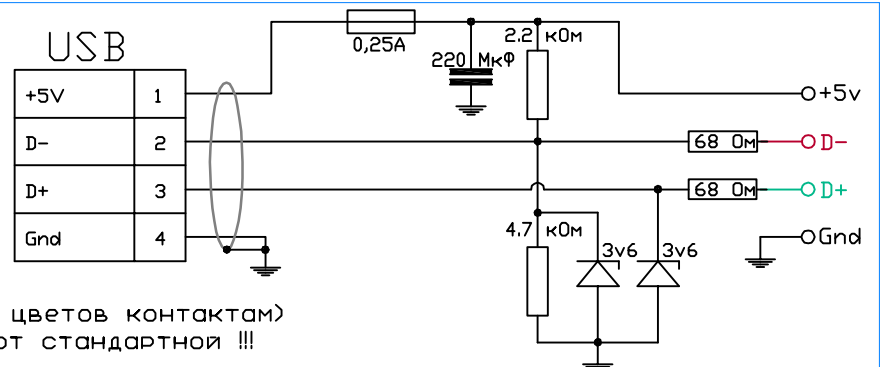 USB
0,25А
2.2 кОм
220 МкФ
+5V 1
+5v
D- 2
68 Ом D-
D+ 3
68 Ом D+
Gnd 4
4.7 кОм
Gnd
3v6 3v6
цветов контактам)
от стандартной !!!